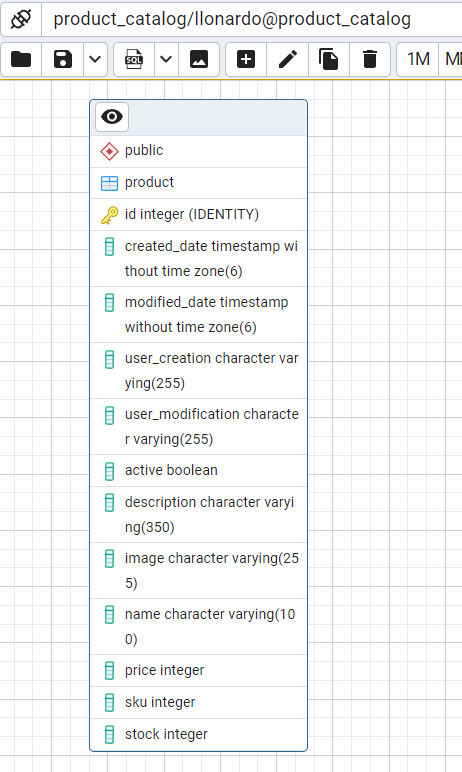 product_catalog/llonardo@product_catalog
SQL
1M
M
public
product
id integer (IDENTITY)
created_date timestamp wi
thout time zone(6)
modified_date timestamp
without time zone(6)
user_creation character var
ying(255)
user_modification characte
r varying(255)
active boolean
description character varyi
ng(350)
image character varying(25
5)
name character varying(10
0)
price integer
sku integer
stock integer